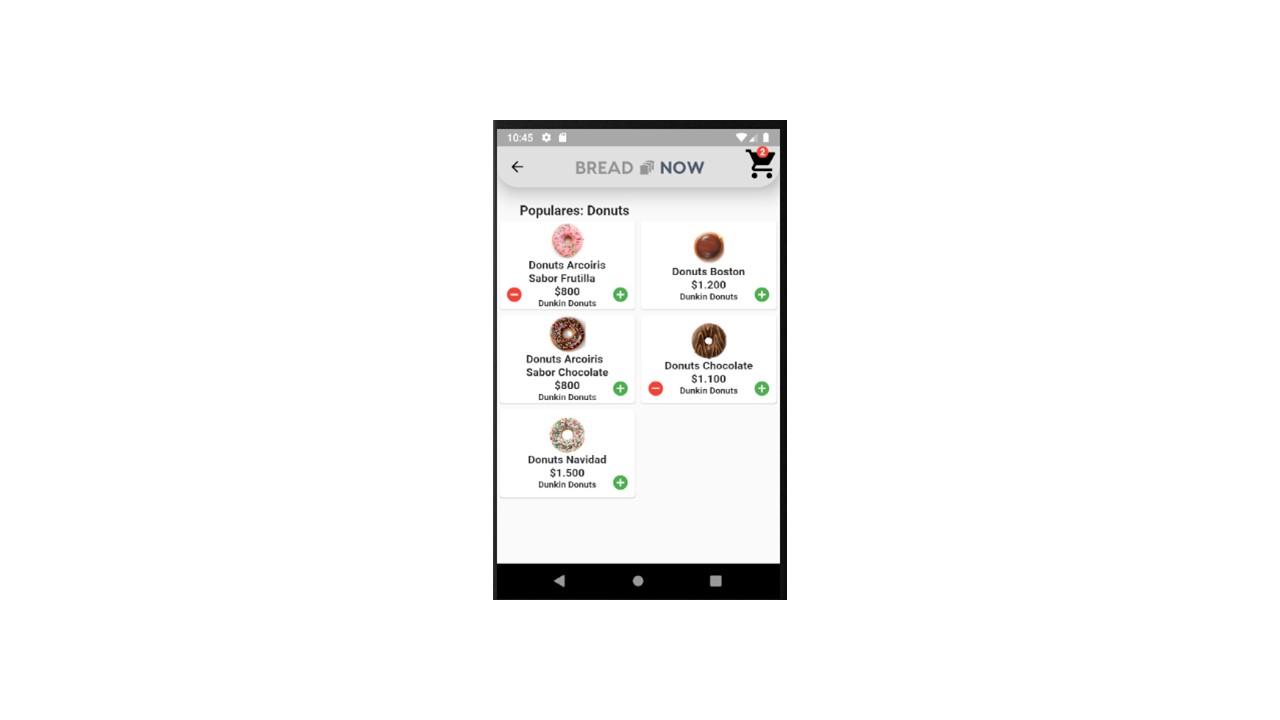 10:45
BREAD NOW
2
Populares: Donuts
Donuts Arcoiris
Sabor Frutilla
$800
Dunkin Donuts
Donuts Boston
$1.200
Dunkin Donuts
Donuts Arcoiris
Sabor Chocolate
$800
Dunkin Donuts
Donuts Chocolate
$1.100
Dunkin Donuts
Donuts Navidad
$1.500
Dunkin Donuts